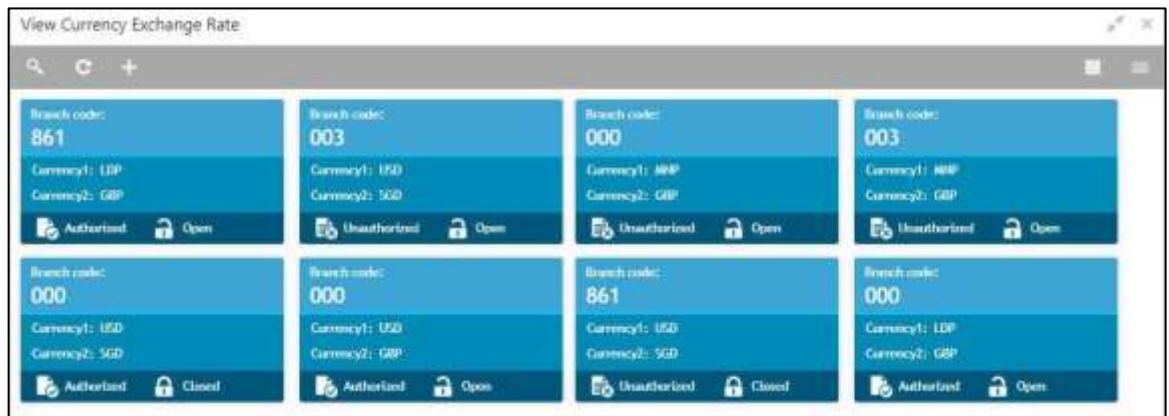 View Currency Exchange Rate
Branch code:
861
Currency1: LDP
Currency2: GBP
Authorized Open
Branch code:
003
Currency1: USD
Currency2: SGD
Unauthorized Open
Branch code:
000
Currency1:
Currency2: GBP
Unauthorized Open
Branch code:
003
Currency1:
Currency2: GBP
Unauthorized Open
Branch code:
000
Currency1: USD
Currency2: SGD
Authorized Closed
Branch code:
000
Currency1: USD
Currency2: GBP
Authorized Open
Branch code:
861
Currency1: USD
Currency2: SGD
Unauthorized Closed
Branch code:
000
Currency1: LDP
Currency2: GBP
Authorized Open